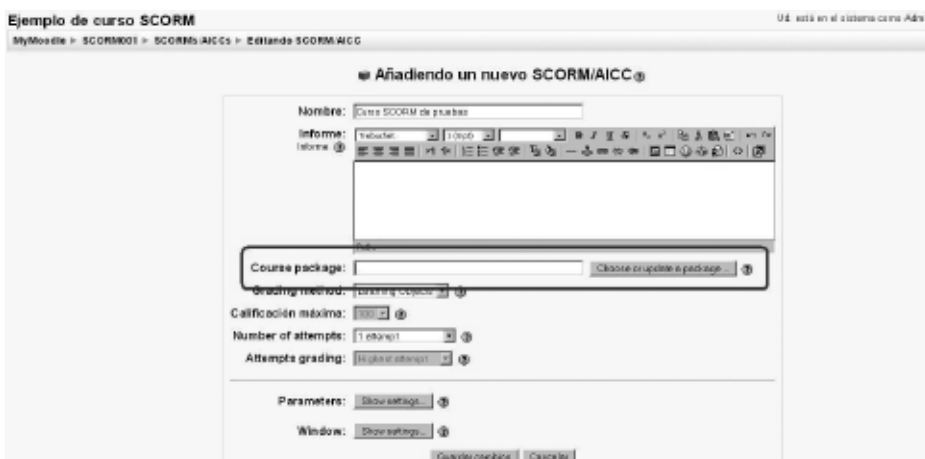 Ejemplo de curso SCORM
Ud. está en el sistema como Adm
MyMoodle ► SCORM001 ► SCORMs/AICCs ► Editando SCORM/AICC
Añadiendo un nuevo SCORM/AICC
Nombre: Curso SCORM de pruebas
Informe: Trebuchet
Informe
Course package: Choose or update a package ...
Grading method: Learning Objects
Calificación máxima: 100
Number of attempts: 1 attempt
Attempts grading: Highest attempt
Parameters: Show settings...
Window: Show settings...
Guardar cambios Cancelar